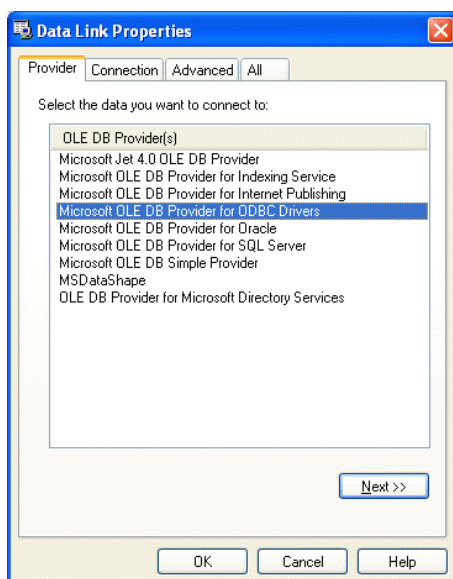 Data Link Properties
Provider Connection Advanced All
Select the data you want to connect to:
OLE DB Provider(s)
Microsoft Jet 4.0 OLE DB Provider
Microsoft OLE DB Provider for Indexing Service
Microsoft OLE DB Provider for Internet Publishing
Microsoft OLE DB Provider for ODBC Drivers
Microsoft OLE DB Provider for Oracle
Microsoft OLE DB Provider for SQL Server
Microsoft OLE DB Simple Provider
MSDataShape
OLE DB Provider for Microsoft Directory Services
Next >>
OK Cancel Help